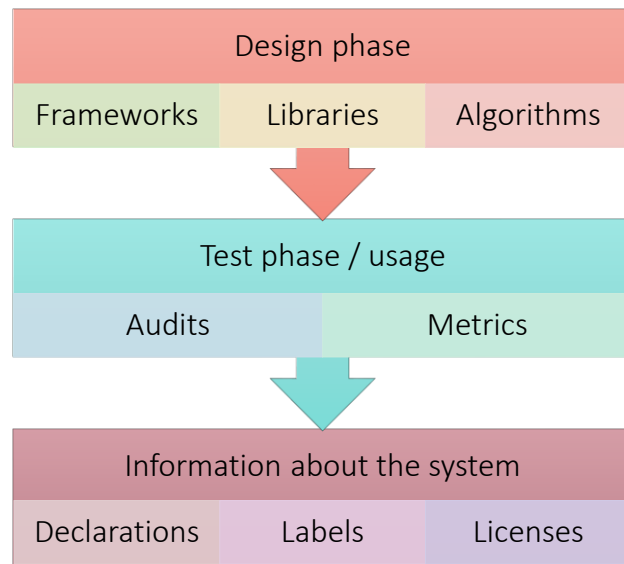 Design phase
Frameworks Libraries Algorithms
Test phase / usage
Audits Metrics
Information about the system
Declarations Labels Licenses